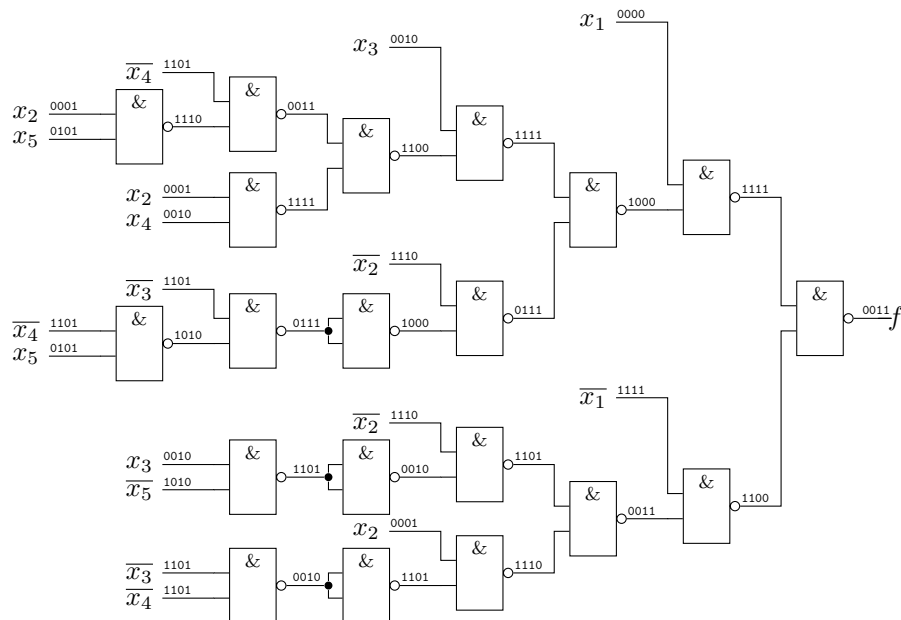 x₁ 0000
x₃ 0010
x̅₄ 1101
&
0011
x₂ 0001
x₅ 0101
&
1110
&
1100
&
1111
x₂ 0001
x₄ 0010
&
1111
&
1000
&
1111
x̅₃ 1101
x̅₂ 1110
x̅₄ 1101
x₅ 0101
&
1010
&
0111
&
1000
&
0111
&
0011
f
x̅₁ 1111
x̅₂ 1110
x₃ 0010
x̅₅ 1010
&
1101
&
0010
&
1101
&
0011
&
1100
x₂ 0001
x̅₃ 1101
x̅₄ 1101
&
0010
&
1101
&
1110